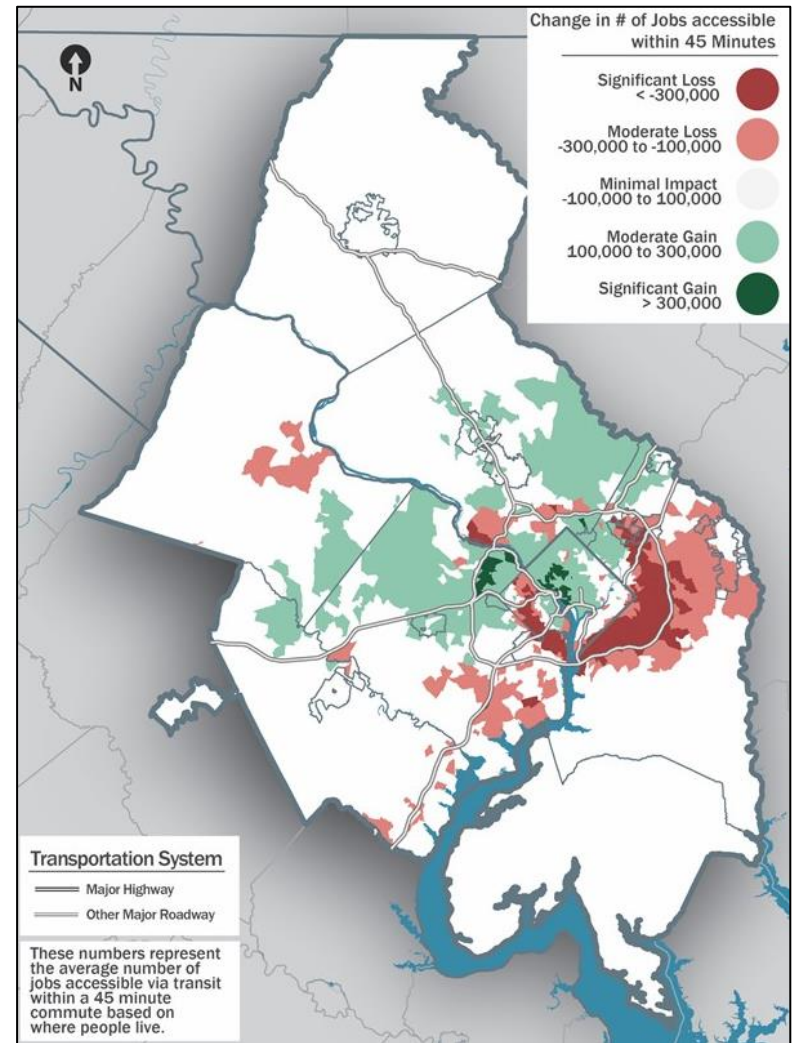 Change in # of Jobs accessible
within 45 Minutes
N
Significant Loss
< -300,000
Moderate Loss
-300,000 to -100,000
Minimal Impact
-100,000 to 100,000
Moderate Gain
100,000 to 300,000
Significant Gain
> 300,000
Transportation System
Major Highway
Other Major Roadway
These numbers represent
the average number of
jobs accessible via transit
within a 45 minute
commute based on
where people live.